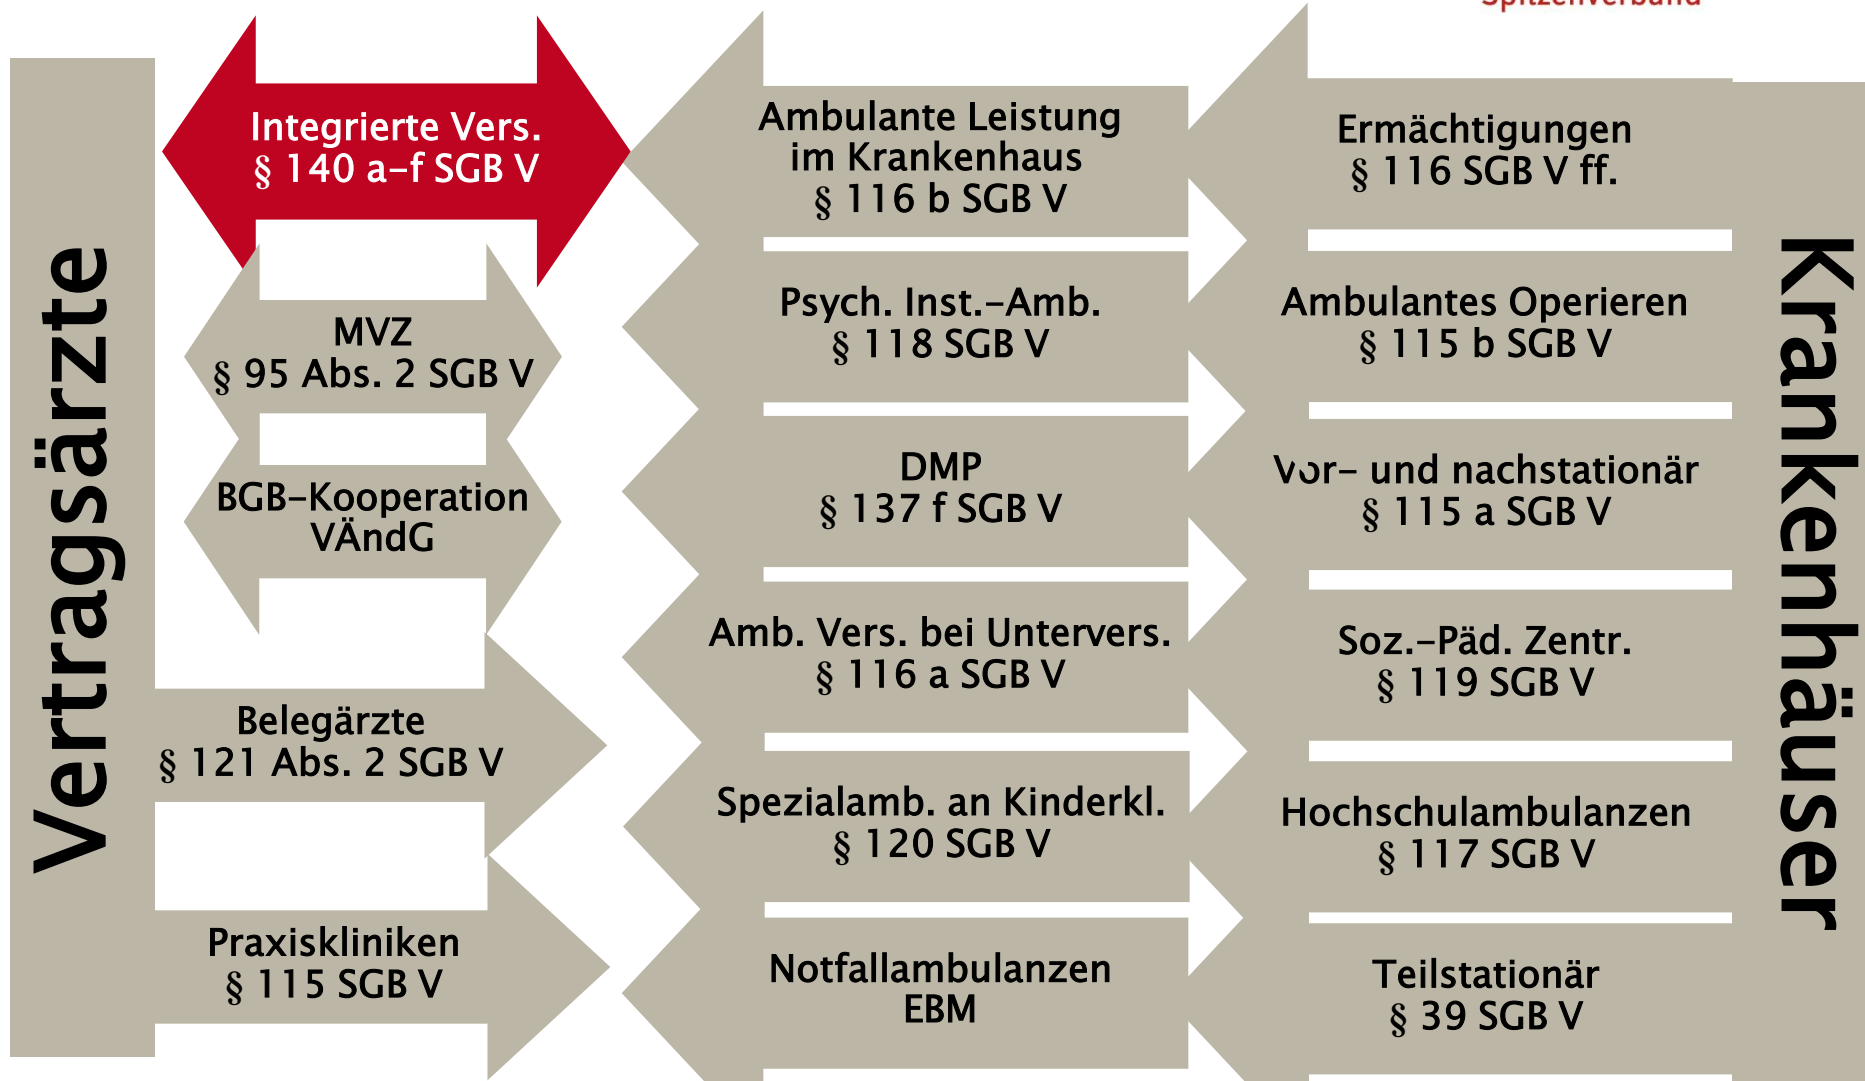 Spitzenverband
Vertragsärzte
Integrierte Vers.
§ 140 a–f SGB V
MVZ
§ 95 Abs. 2 SGB V
BGB–Kooperation
VÄndG
Belegärzte
§ 121 Abs. 2 SGB V
Praxiskliniken
§ 115 SGB V
Ambulante Leistung
im Krankenhaus
§ 116 b SGB V
Psych. Inst.–Amb.
§ 118 SGB V
DMP
§ 137 f SGB V
Amb. Vers. bei Untervers.
§ 116 a SGB V
Spezialamb. an Kinderkl.
§ 120 SGB V
Notfallambulanzen
EBM
Ermächtigungen
§ 116 SGB V ff.
Ambulantes Operieren
§ 115 b SGB V
Vor– und nachstationär
§ 115 a SGB V
Soz.–Päd. Zentr.
§ 119 SGB V
Hochschulambulanzen
§ 117 SGB V
Teilstationär
§ 39 SGB V
Krankenhäuser